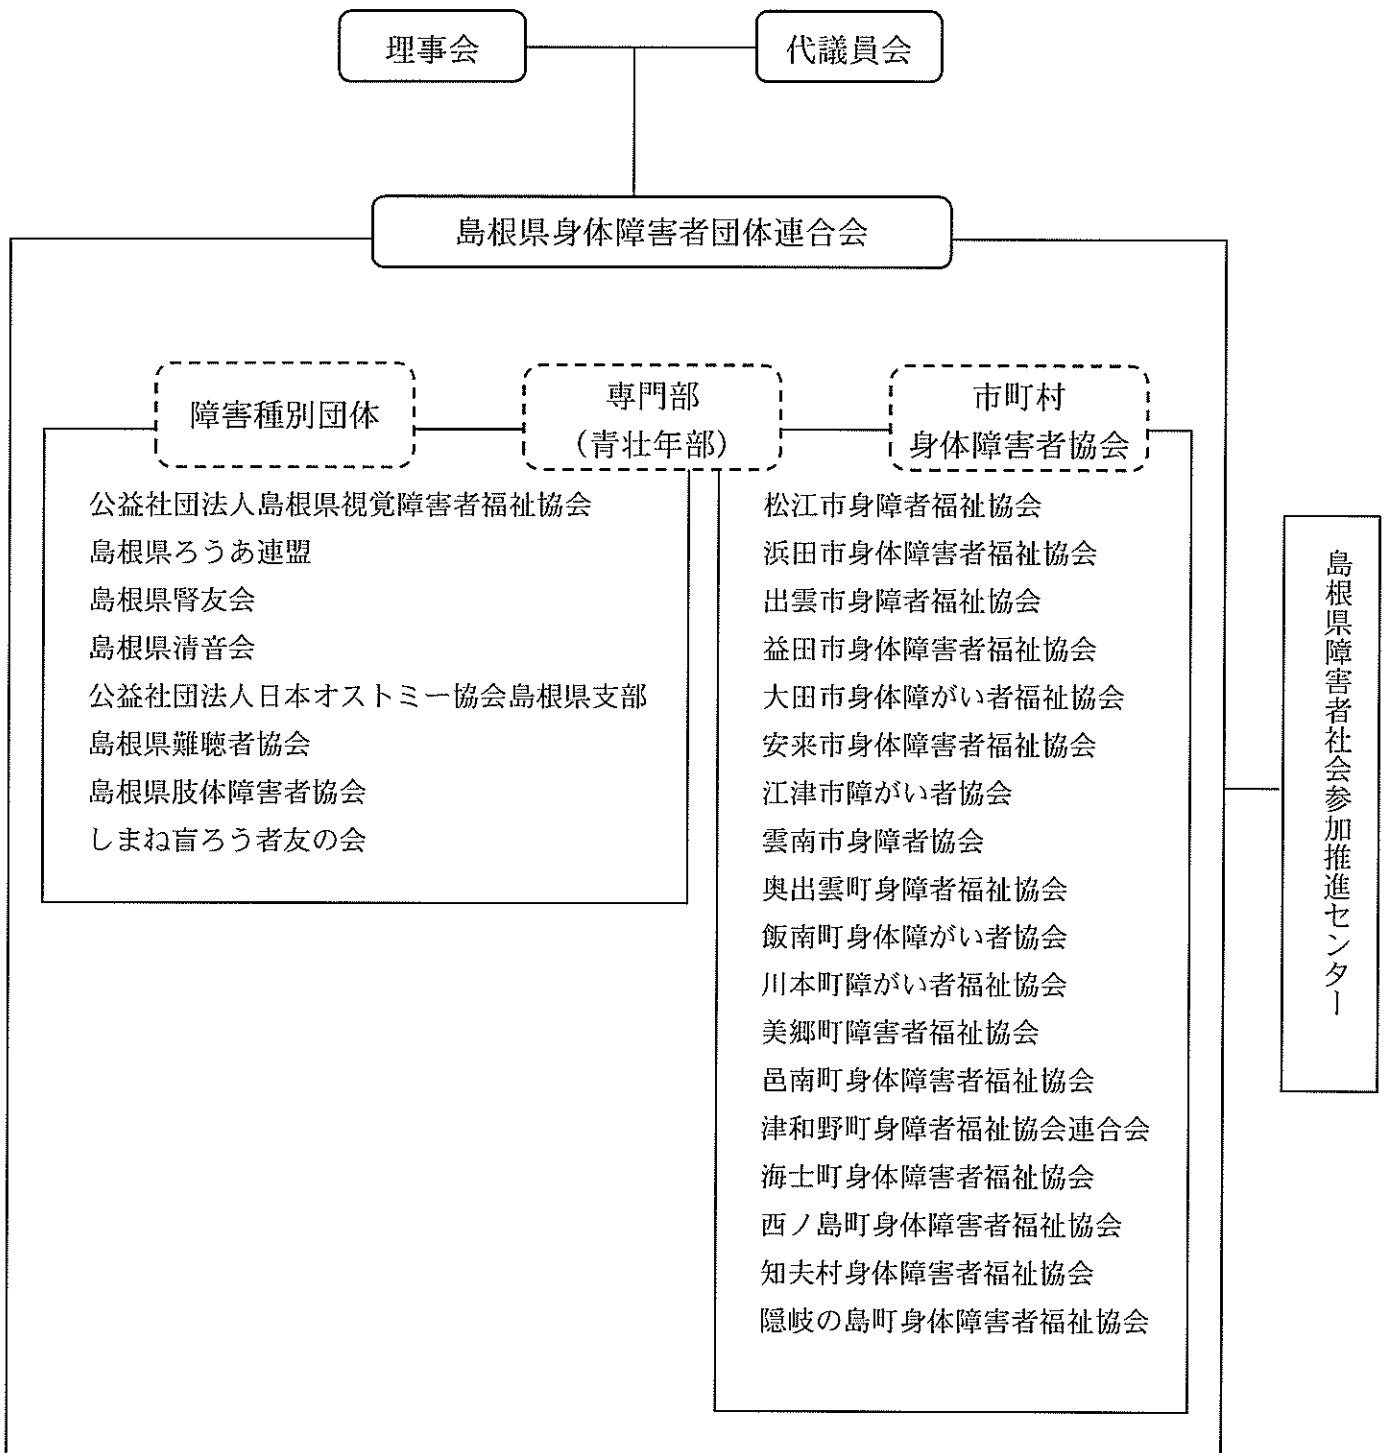 理事会
代議員会
島根県身体障害者団体連合会
障害種別団体
専門部
（青壮年部）
市町村
身体障害者協会
公益社団法人島根県視覚障害者福祉協会
島根県ろうあ連盟
島根県腎友会
島根県清音会
公益社団法人日本オストミー協会島根県支部
島根県難聴者協会
島根県肢体障害者協会
しまね盲ろう者友の会
松江市身障者福祉協会
浜田市身体障害者福祉協会
出雲市身障者福祉協会
益田市身体障害者福祉協会
大田市身体障がい者福祉協会
安来市身体障害者福祉協会
江津市障がい者協会
雲南市身障者協会
奥出雲町身障者福祉協会
飯南町身体障がい者協会
川本町障がい者福祉協会
美郷町障害者福祉協会
邑南町身体障害者福祉協会
津和野町身障者福祉協会連合会
海士町身体障害者福祉協会
西ノ島町身体障害者福祉協会
知夫村身体障害者福祉協会
隠岐の島町身体障害者福祉協会
島根県障害者社会参加推進センター